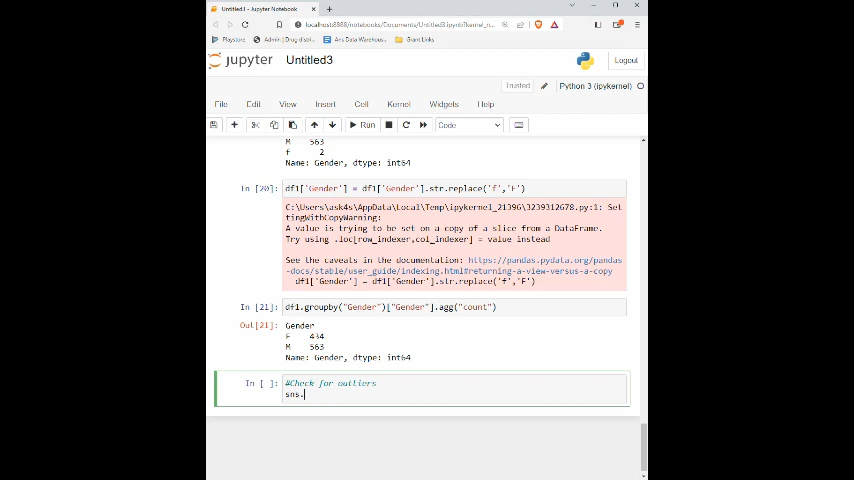 Untitled3 - Jupyter Notebook
localhost:8888/notebooks/Documents/Untitled3.ipynb?kernel_n...
Playstore
Admin | Drug-distri...
Ans Data Warehous...
Grant Links
jupyter Untitled3
Logout
Trusted
Python 3 (ipykernel)
File Edit View Insert Cell Kernel Widgets Help
Run
Code
M 563
f 2
Name: Gender, dtype: int64
In [20]: df1['Gender'] = df1['Gender'].str.replace('f','F')
C:\Users\ask4s\AppData\Local\Temp\ipykernel_21396\3239312678.py:1: Set
tingWithCopyWarning:
A value is trying to be set on a copy of a slice from a DataFrame.
Try using .loc[row_indexer,col_indexer] = value instead
See the caveats in the documentation: https://pandas.pydata.org/pandas
-docs/stable/user_guide/indexing.html#returning-a-view-versus-a-copy
df1['Gender'] = df1['Gender'].str.replace('f','F')
In [21]: df1.groupby("Gender")["Gender"].agg("count")
Out[21]: Gender
F 434
M 563
Name: Gender, dtype: int64
In [ ]: #Check for outliers
sns.